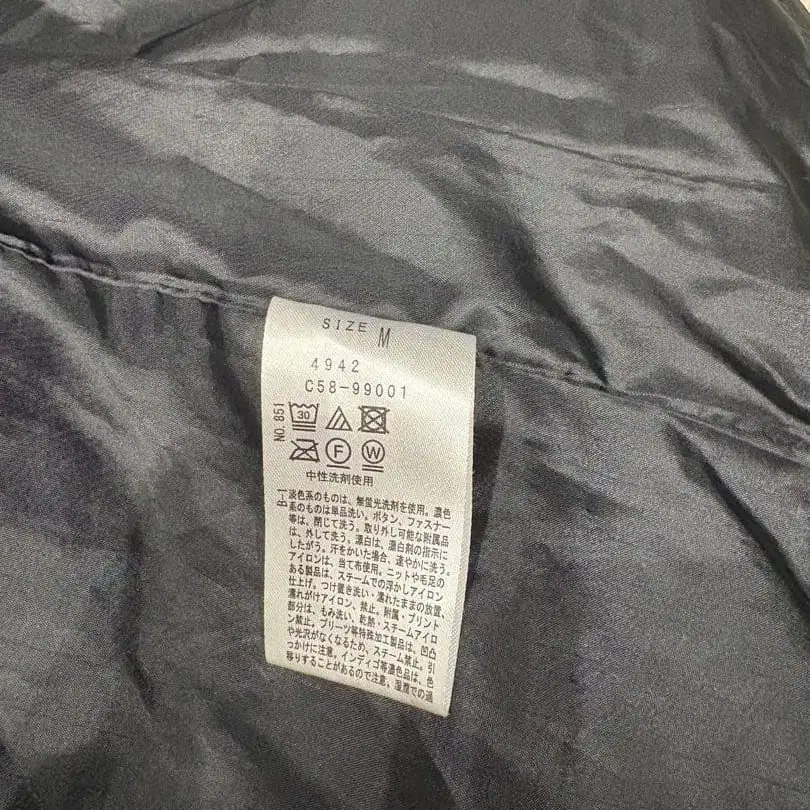 SIZE M
4942
C58-99001
NO. 851
30
F W
中性洗剤使用
淡色系のものは、無蛍光洗剤を使用。濃色
系のものは単品洗い。ボタン、ファスナー
等は、閉じて洗う。取り外し可能な附属品
は、外して洗う。漂白は、漂白剤の指示に
したがう。汗をかいた場合、速やかに洗う。
アイロンは、当て布使用。ニットや毛足の
ある製品は、スチームでの浮かしアイロン
仕上げ。つけ置き洗い・濡れたままの放置、
濡れがけアイロン、禁止。附属・プリント
部分は、もみ洗い、乾熱・スチームアイロ
ン禁止。プリーツ等特殊加工製品は、凹凸
や光沢がなくなるため、スチーム禁止。引
っかけに注意。インディゴ等濃色品は、色
移りすることがあるので注意。湿潤での過